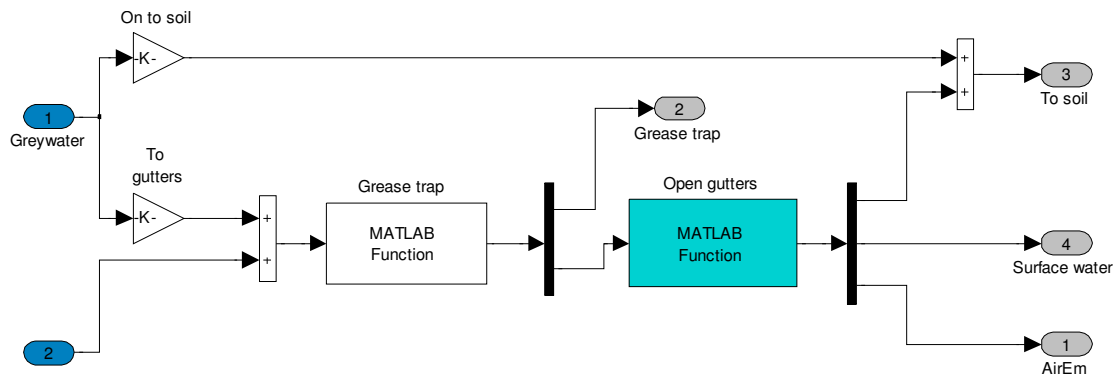 On to soil
-K-
1
Greywater
To
gutters
-K-
+
+
2
Grease trap
MATLAB
Function
2
Grease trap
Open gutters
MATLAB
Function
+
+
3
To soil
4
Surface water
1
AirEm